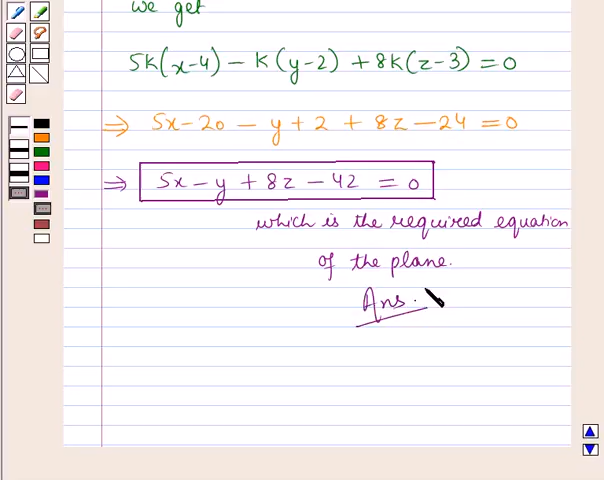 we get
5k(x-4) - k(y-2) + 8k(z-3) = 0
⇒ 5x-20 - y+2 + 8z - 24 = 0
⇒ 5x - y + 8z - 42 = 0
which is the required equation
of the plane.
Ans.